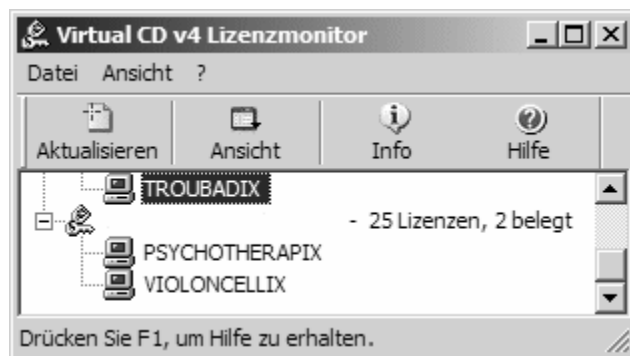 Virtual CD v4 Lizenzmonitor
Datei Ansicht ?
Aktualisieren Ansicht Info Hilfe
TROUBADIX
- 25 Lizenzen, 2 belegt
PSYCHOTHERAPIX
VIOLONCELLIX
Drücken Sie F1, um Hilfe zu erhalten.